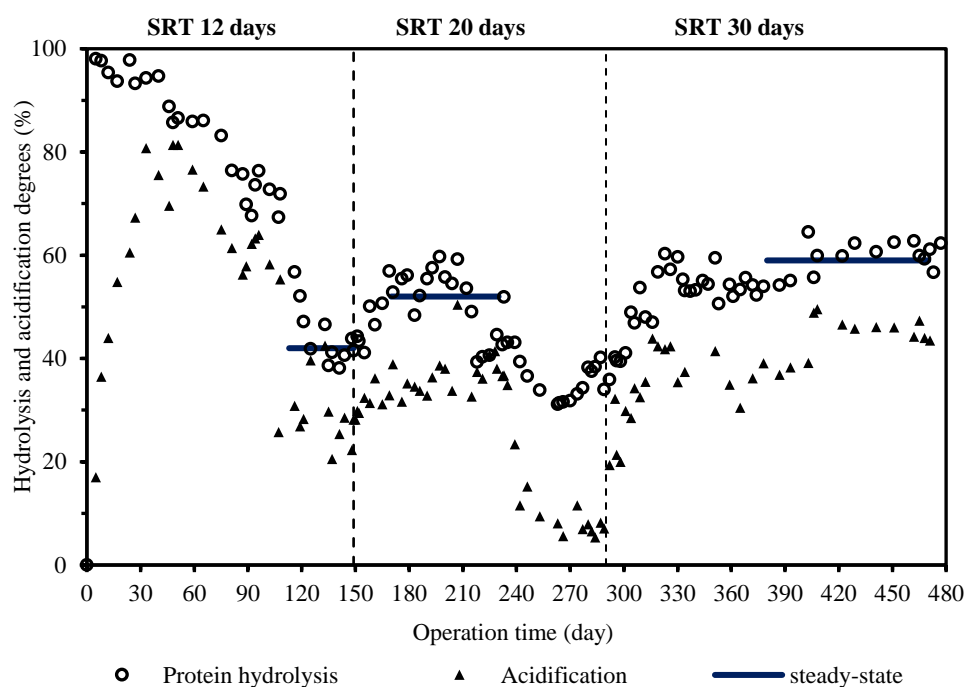 SRT 12 days SRT 20 days SRT 30 days
100
80
60
40
20
0
Hydrolysis and acidification degrees (%)
0 30 60 90 120 150 180 210 240 270 300 330 360 390 420 450 480
Operation time (day)
Protein hydrolysis Acidification steady-state